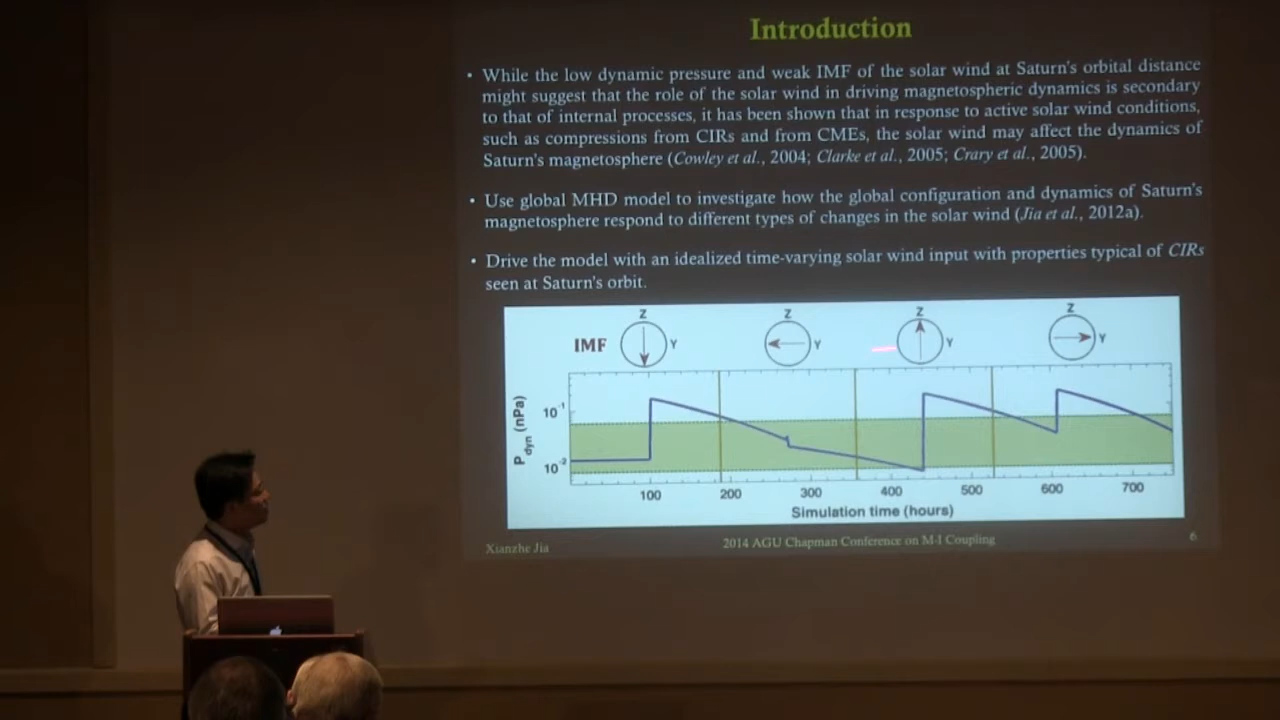 Introduction
• While the low dynamic pressure and weak IMF of the solar wind at Saturn's orbital distance
might suggest that the role of the solar wind in driving magnetospheric dynamics is secondary
to that of internal processes, it has been shown that in response to active solar wind conditions,
such as compressions from CIRs and from CMEs, the solar wind may affect the dynamics of
Saturn's magnetosphere (Cowley et al., 2004; Clarke et al., 2005; Crary et al., 2005).
• Use global MHD model to investigate how the global configuration and dynamics of Saturn's
magnetosphere respond to different types of changes in the solar wind (Jia et al., 2012a).
• Drive the model with an idealized time-varying solar wind input with properties typical of CIRs
seen at Saturn's orbit.
Z Z Z Z
IMF Y Y Y Y
Pdyn (nPa)
10⁻¹
10⁻²
100 200 300 400 500 600 700
Simulation time (hours)
Xianzhe Jia 2014 AGU Chapman Conference on M-I Coupling 6